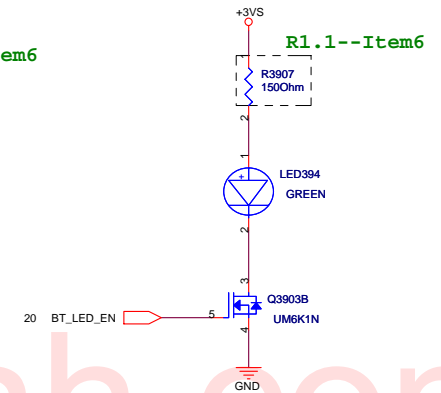 +3VS
R1.1--Item6
em6
1
R3907
150Ohm
2
1
LED394
+
GREEN
2
3
Q3903B
20 BT_LED_EN
5
UM6K1N
4
GND